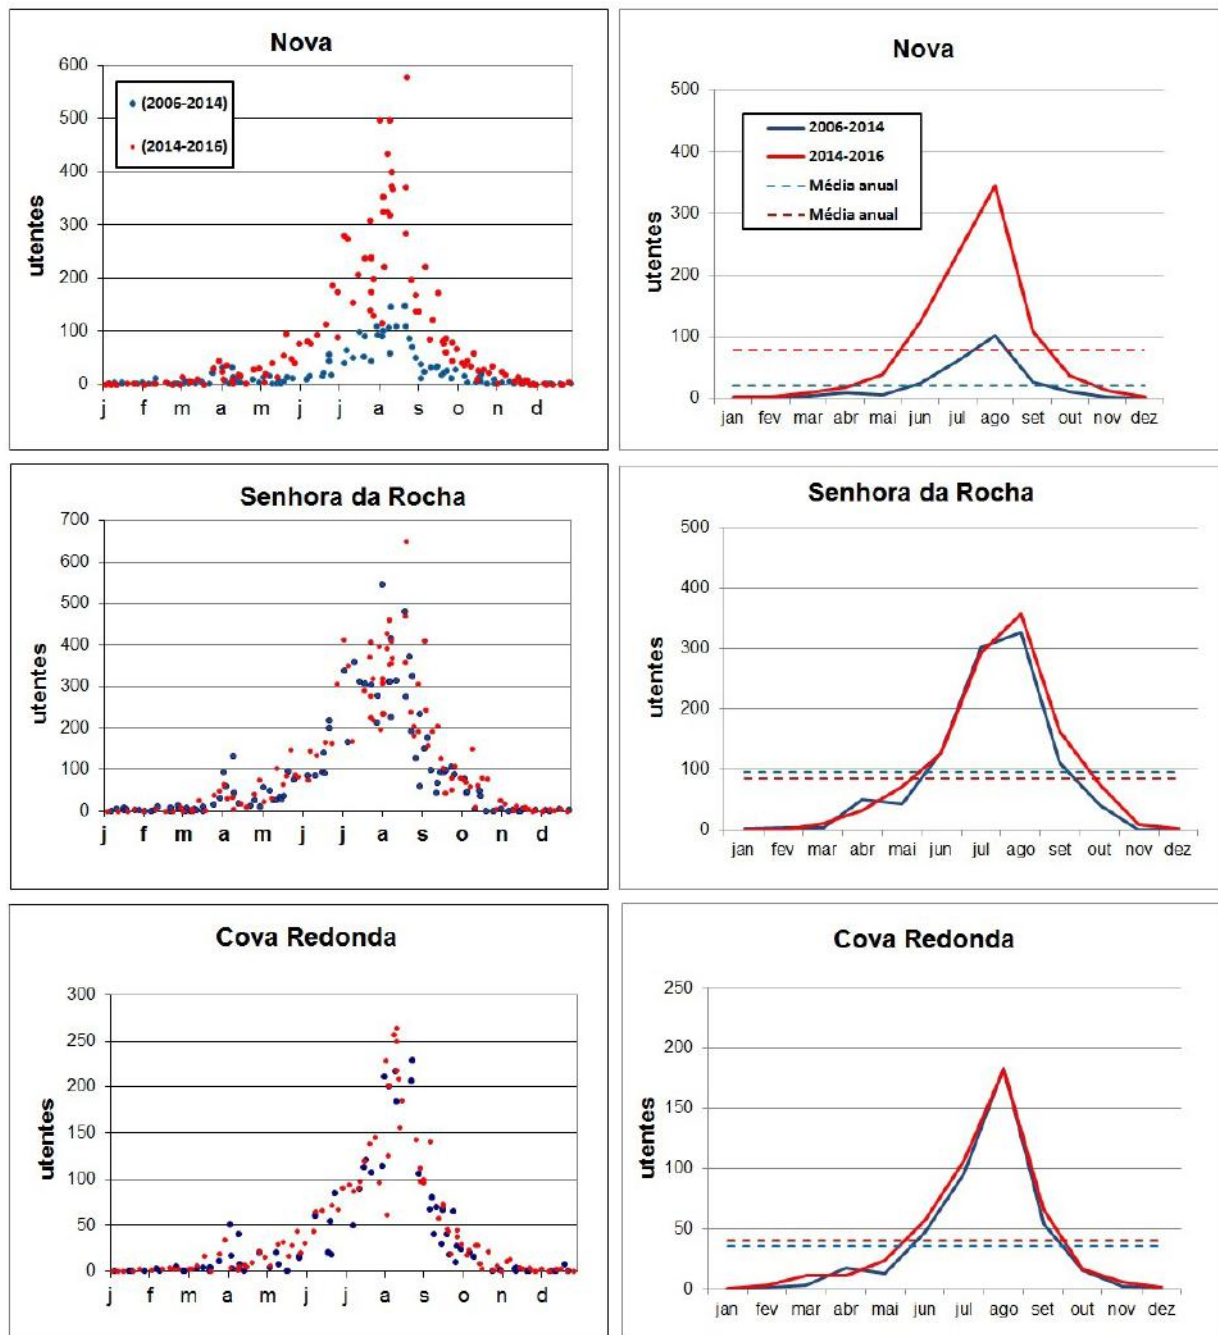 Nova
600
500
400
300
200
100
0
utentes
(2006-2014)
(2014-2016)
j f m a m j j a s o n d
Nova
500
400
300
200
100
0
utentes
2006-2014
2014-2016
Média anual
Média anual
jan fev mar abr mai jun jul ago set out nov dez
Senhora da Rocha
700
600
500
400
300
200
100
0
utentes
j f m a m j j a s o n d
Senhora da Rocha
500
400
300
200
100
0
utentes
jan fev mar abr mai jun jul ago set out nov dez
Cova Redonda
300
250
200
150
100
50
0
utentes
j f m a m j j a s o n d
Cova Redonda
250
200
150
100
50
0
utentes
jan fev mar abr mai jun jul ago set out nov dez